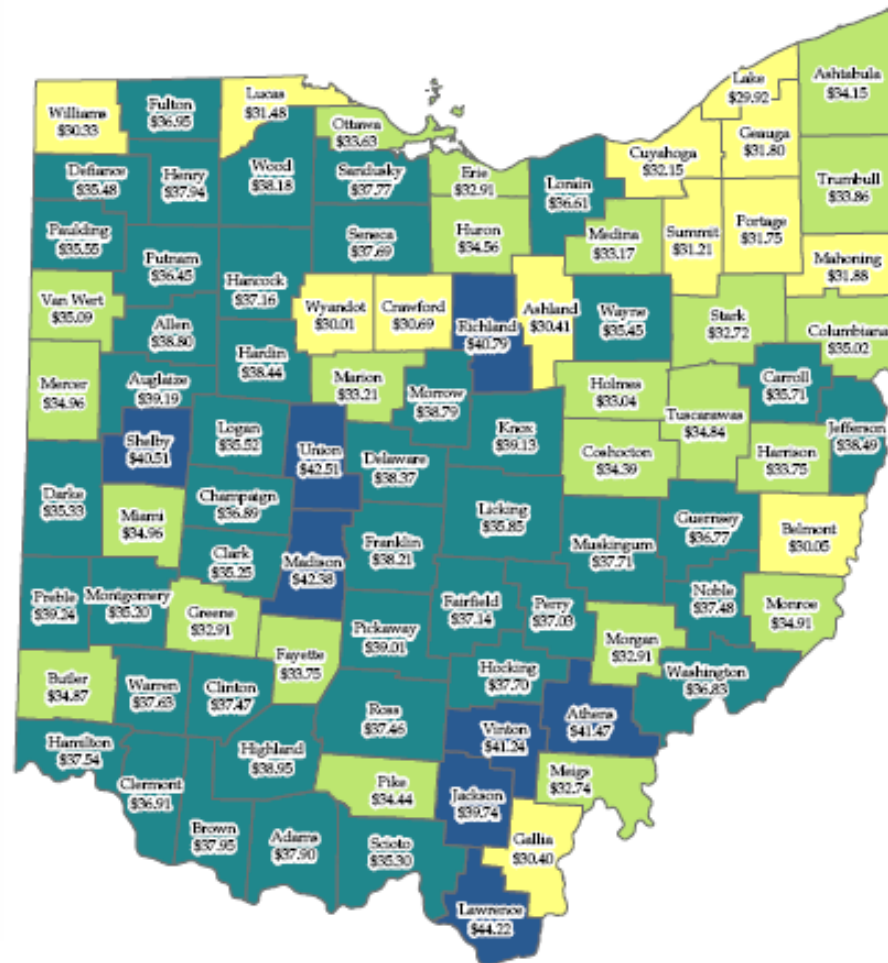 Ashtabula
$34.15
Lake
$29.92
Lucas
$31.48
Fulton
$36.95
Williams
$30.33
Ottawa
$33.63
Geauga
$31.80
Cuyahoga
$32.15
Defiance
$35.48
Henry
$37.94
Wood
$38.18
Sandusky
$37.77
Erie
$32.91
Lorain
$36.61
Trumbull
$33.86
Paulding
$35.55
Seneca
$37.69
Huron
$34.56
Medina
$33.17
Summit
$31.21
Portage
$31.75
Mahoning
$31.88
Putnam
$36.45
Hancock
$37.16
Van Wert
$35.09
Wyandot
$30.01
Crawford
$30.69
Richland
$40.79
Ashland
$30.41
Wayne
$35.45
Stark
$32.72
Columbiana
$35.02
Allen
$38.80
Hardin
$38.44
Mercer
$34.96
Auglaize
$39.19
Marion
$33.21
Morrow
$38.79
Holmes
$33.04
Carroll
$35.71
Tuscarawas
$34.84
Jefferson
$38.49
Shelby
$40.51
Logan
$35.52
Union
$42.51
Delaware
$38.37
Knox
$39.13
Coshocton
$34.39
Harrison
$33.75
Darke
$35.33
Miami
$34.96
Champaign
$36.89
Licking
$35.85
Guernsey
$36.77
Belmont
$30.05
Clark
$35.25
Madison
$42.38
Franklin
$38.21
Muskingum
$37.71
Preble
$39.24
Montgomery
$35.20
Greene
$32.91
Fairfield
$37.14
Perry
$37.03
Noble
$37.48
Monroe
$34.91
Pickaway
$39.01
Morgan
$32.91
Fayette
$33.75
Butler
$34.87
Warren
$37.63
Clinton
$37.47
Hocking
$37.70
Washington
$36.83
Ross
$37.46
Athens
$41.47
Vinton
$41.24
Hamilton
$37.54
Highland
$38.95
Clermont
$36.91
Pike
$34.44
Jackson
$39.74
Meigs
$32.74
Brown
$37.95
Adams
$37.90
Scioto
$35.30
Gallia
$30.40
Lawrence
$44.22